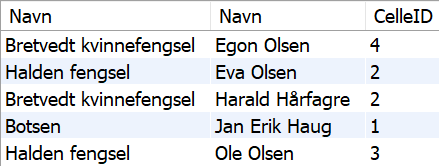 Navn Navn CelleID
Bretvedt kvinnefengsel Egon Olsen 4
Halden fengsel Eva Olsen 2
Bretvedt kvinnefengsel Harald Hårfagre 2
Botsen Jan Erik Haug 1
Halden fengsel Ole Olsen 3